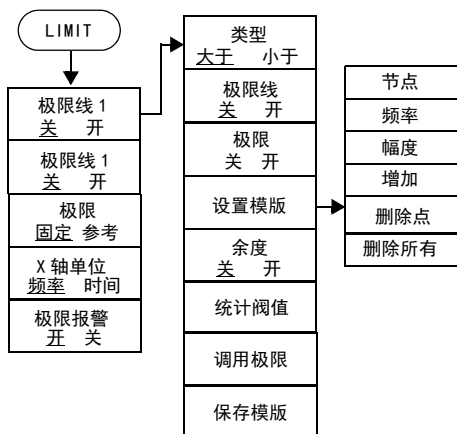 LIMIT
极限线 1
关 开
极限线 1
关 开
极限
固定 参考
X 轴单位
频率 时间
极限报警
开 关
类型
大于 小于
极限线
关 开
极限
关 开
设置模版
余度
关 开
统计阀值
调用极限
保存模版
节点
频率
幅度
增加
删除点
删除所有